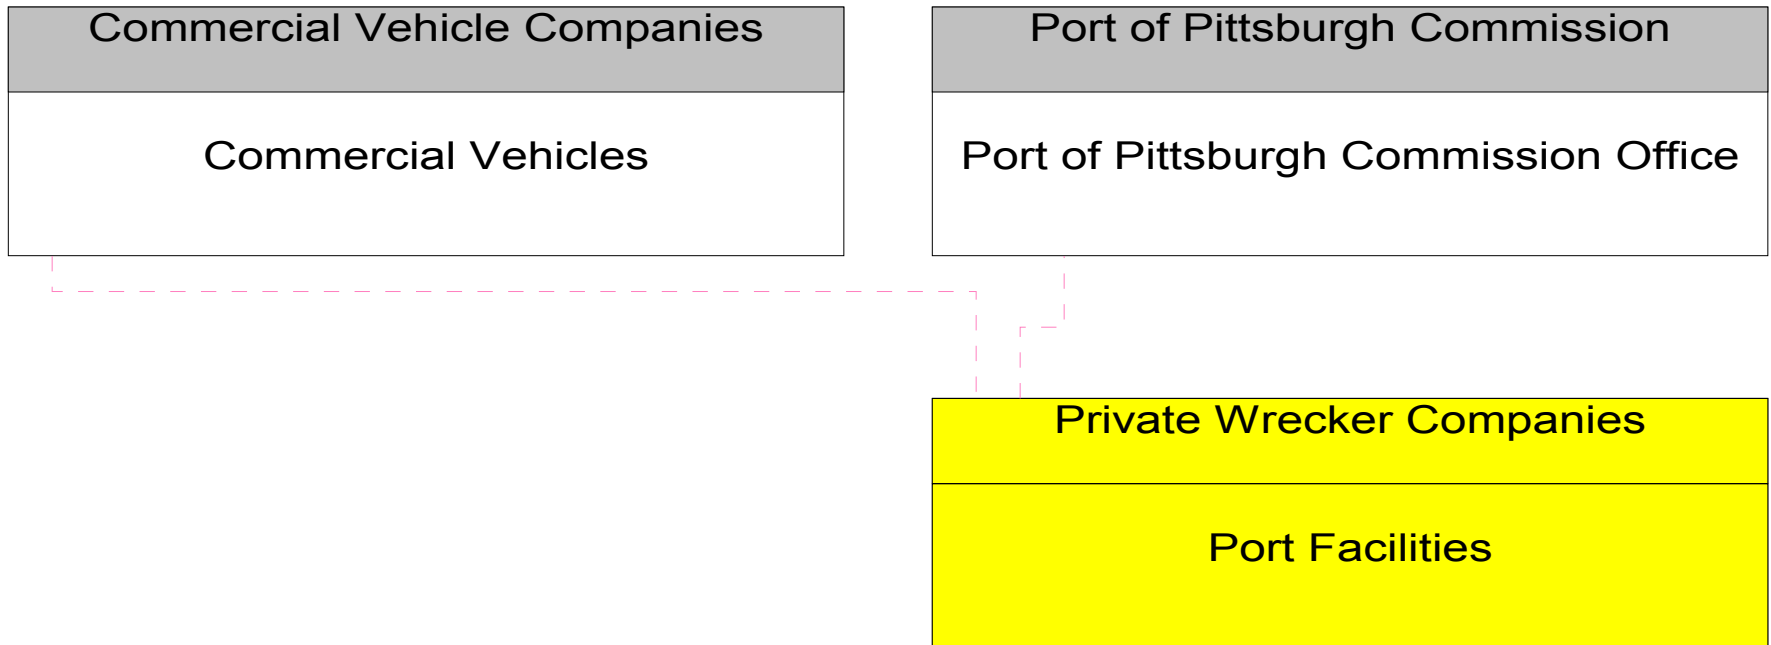 Commercial Vehicle Companies
Commercial Vehicles
Port of Pittsburgh Commission
Port of Pittsburgh Commission Office
Private Wrecker Companies
Port Facilities